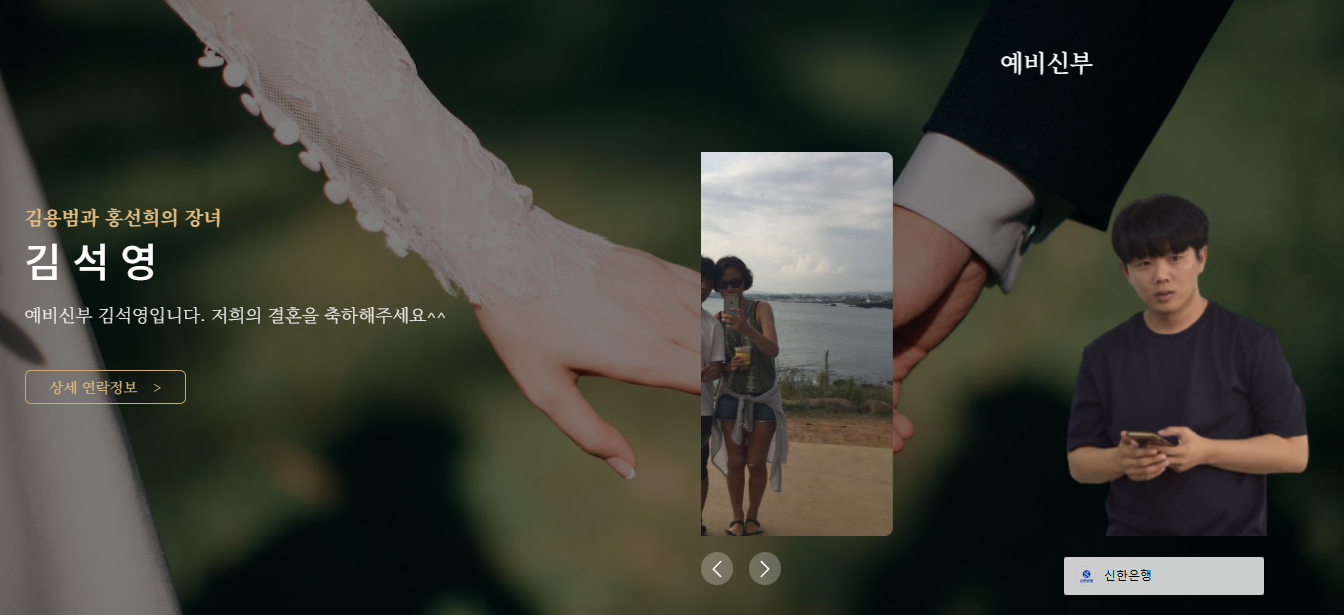 예비신부
김용범과 홍선희의 장녀
김 석 영
예비신부 김석영입니다. 저희의 결혼을 축하해주세요^^
상세 연락정보 >
신한은행